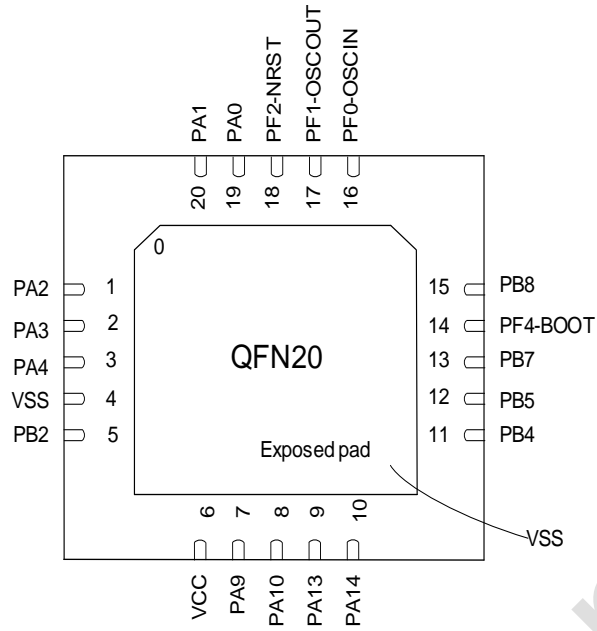 PA1
PA0
PF2-NRST
PF1-OSCOUT
PF0-OSCIN
20
19
18
17
16
0
PA2 1
PA3 2
PA4 3
VSS 4
PB2 5
15 PB8
14 PF4-BOOT
13 PB7
12 PB5
11 PB4
QFN20
Exposed pad
VSS
6
7
8
9
10
VCC
PA9
PA10
PA13
PA14